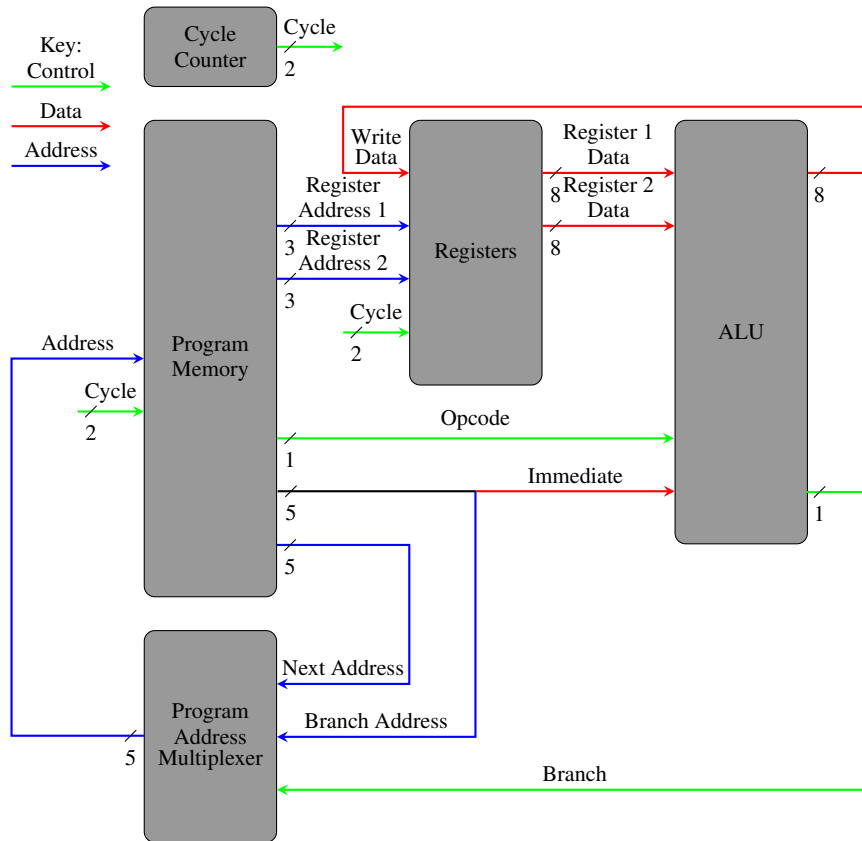 Key:
Control
Data
Address
Cycle
Counter
Cycle
2
Write
Data
Register 1
Data
8
Register 2
Data
8
8
Register
Address 1
3
Register
Address 2
3
Registers
Cycle
2
ALU
Address
Program
Memory
Cycle
2
Opcode
1
Immediate
5
1
5
Next Address
Program
Address
Multiplexer
Branch Address
5
Branch